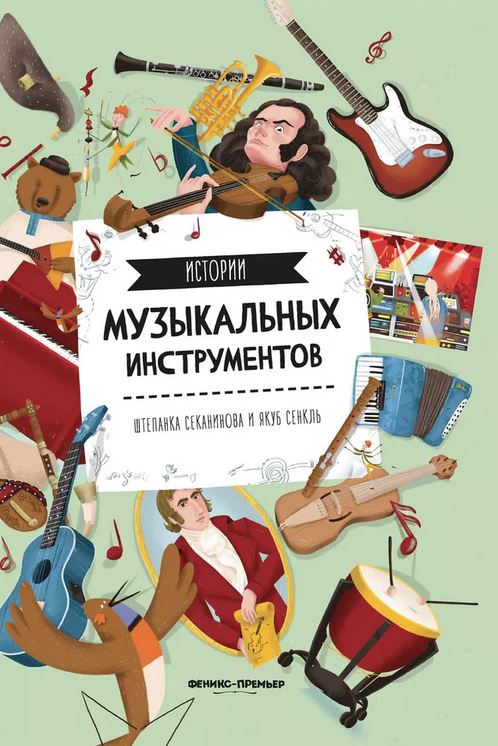 ИСТОРИИ
МУЗЫКАЛЬНЫХ
ИНСТРУМЕНТОВ
ШТЕПАНКА СЕКАНИНОВА И ЯКУБ СЕНКЛЬ
ФЕНИКС-ПРЕМЬЕР